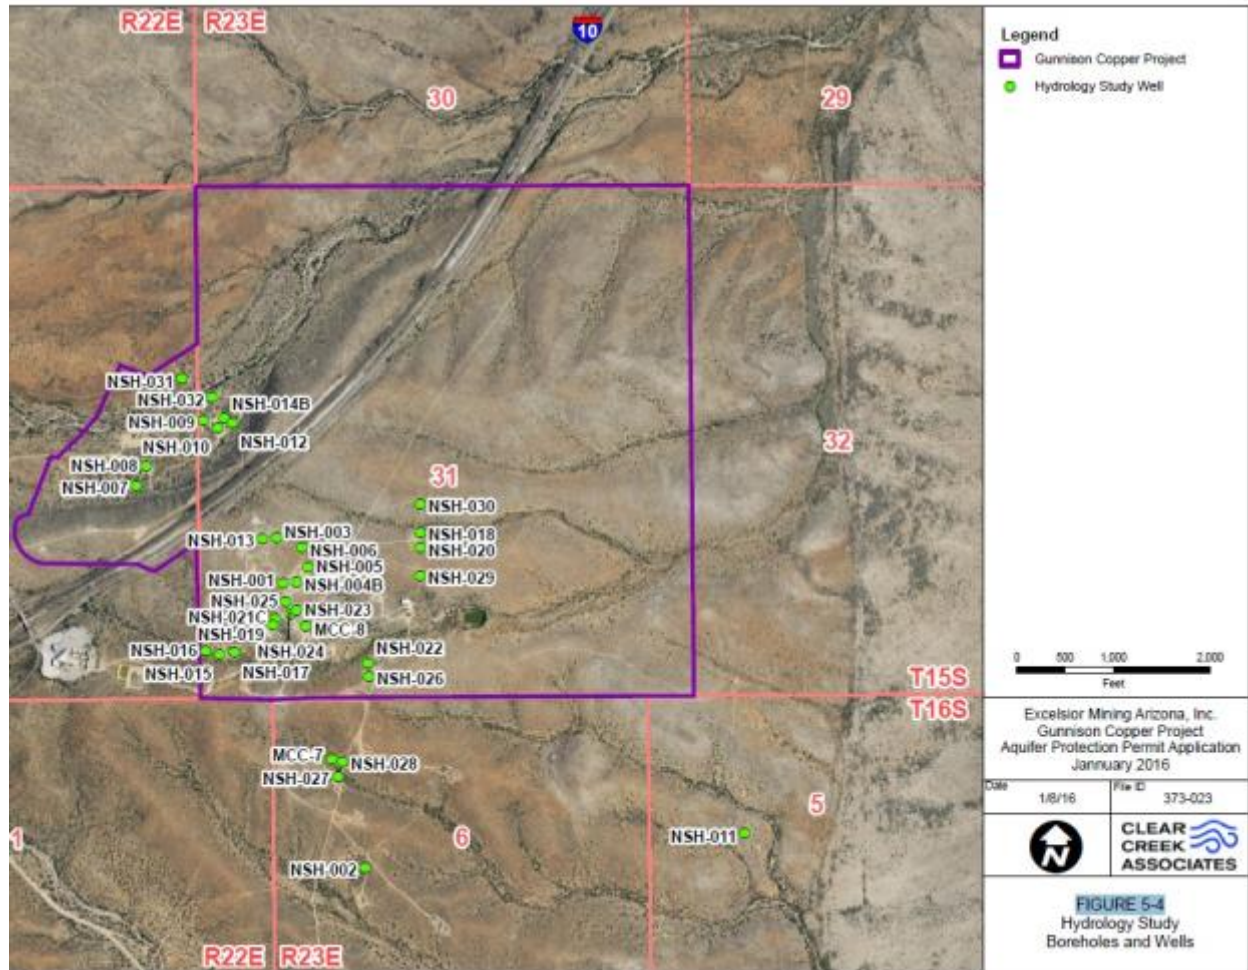 R22E R23E
10
30
29
NSH-031
NSH-032
NSH-014B
NSH-009
NSH-012
NSH-010
32
NSH-008
NSH-007
31
NSH-030
NSH-003
NSH-018
NSH-013
NSH-006
NSH-020
NSH-005
NSH-029
NSH-001
NSH-004B
NSH-025
NSH-023
NSH-021C
MCC-8
NSH-019
NSH-016
NSH-024
NSH-022
NSH-015
NSH-017
NSH-026
T15S
T16S
MCC-7
NSH-028
NSH-027
5
1
6
NSH-011
NSH-002
R22E R23E
Legend
Gunnison Copper Project
Hydrology Study Well
0 500 1,000 2,000
Feet
Excelsior Mining Arizona, Inc.
Gunnison Copper Project
Aquifer Protection Permit Application
Jannuary 2016
Date
1/8/16
File ID
373-023
N
CLEAR
CREEK
ASSOCIATES
FIGURE 5-4
Hydrology Study
Boreholes and Wells